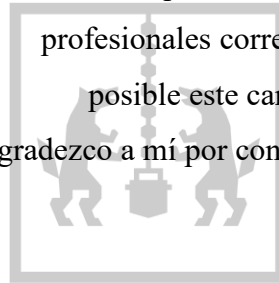 profesionales corre
posible este car
gradezco a mí por con